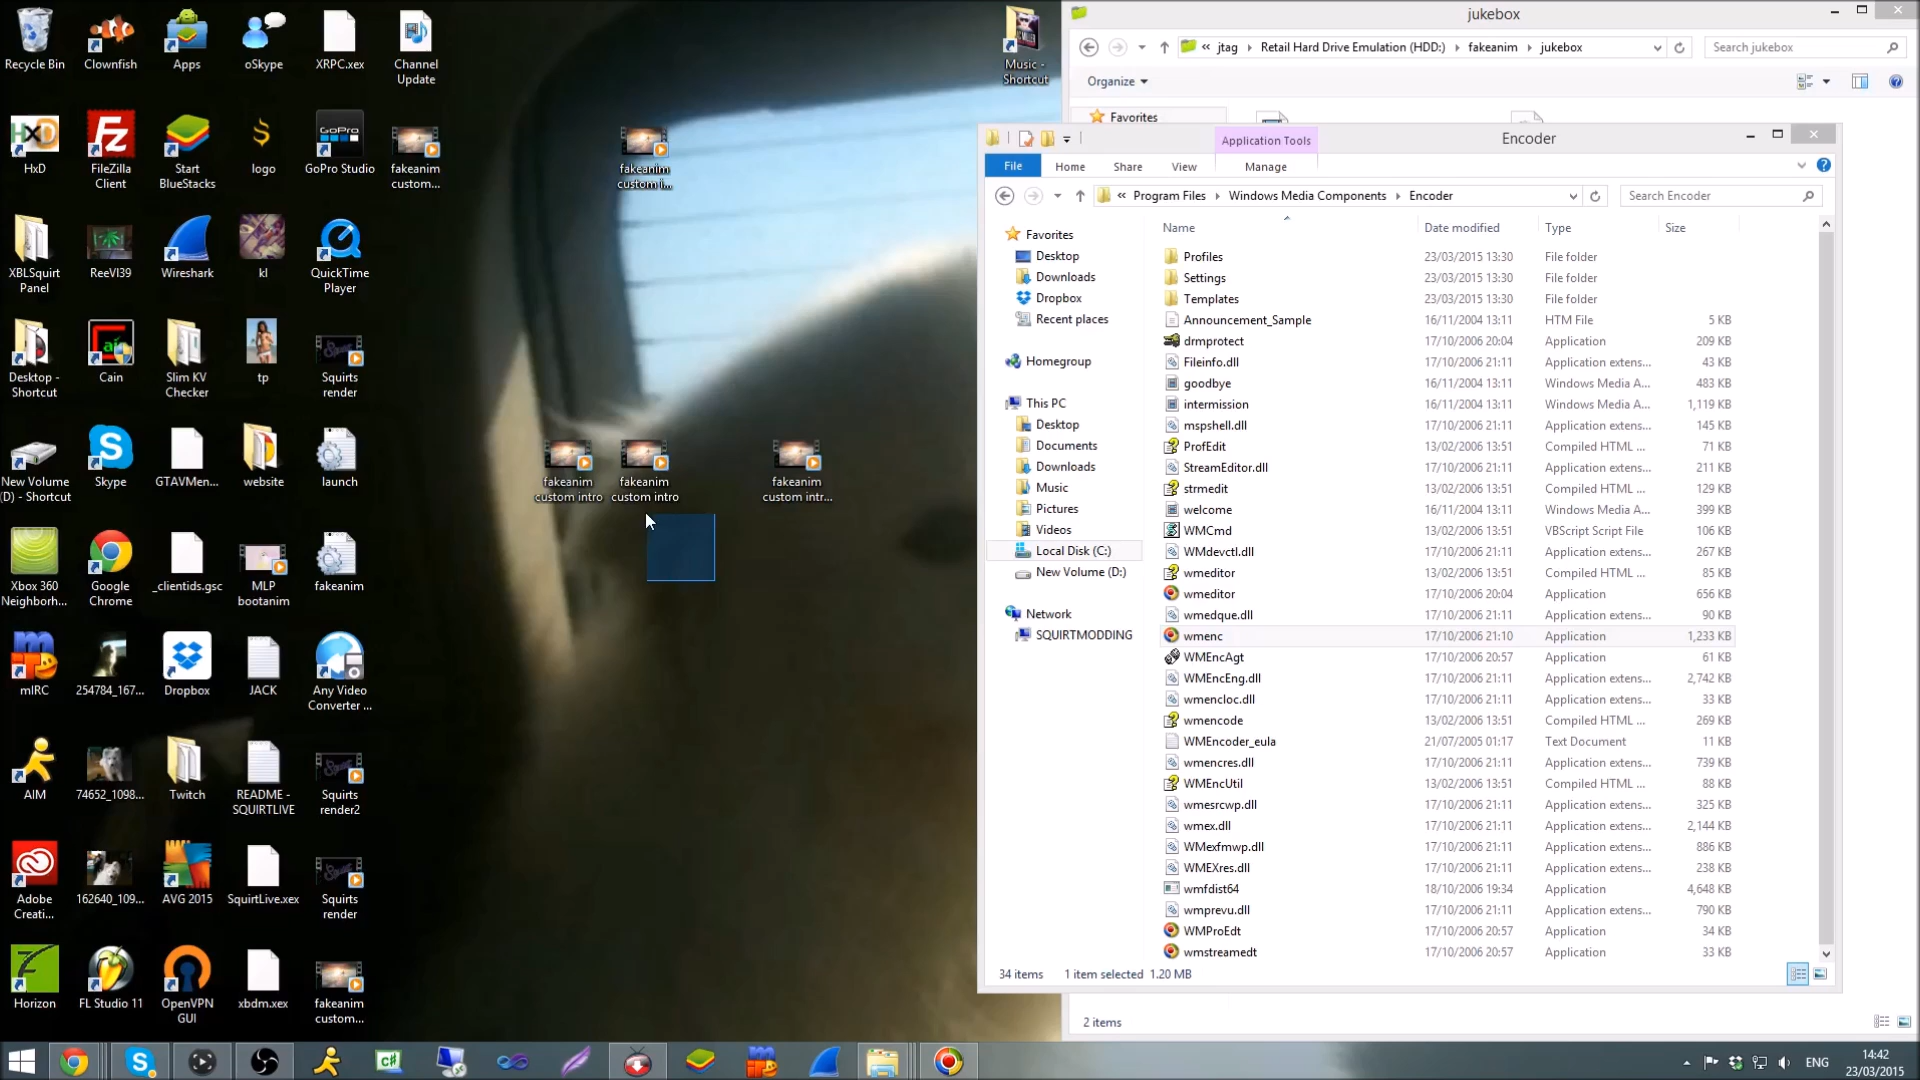 Recycle Bin
Clownfish
Apps
oSkype
XRPC.xex
Channel
Update
HxD
FileZilla
Client
Start
BlueStacks
logo
GoPro Studio
fakeanim
custom...
XBLSquirt
Panel
ReeVl39
Wireshark
kl
QuickTime
Player
Desktop -
Shortcut
Cain
Slim KV
Checker
tp
Squirts
render
New Volume
(D) - Shortcut
Skype
GTAVMen...
website
launch
Xbox 360
Neighborh...
Google
Chrome
_clientids.gsc
MLP
bootanim
fakeanim
mIRC
254784_167...
Dropbox
JACK
Any Video
Converter ...
AIM
74652_1098...
Twitch
README -
SQUIRTLIVE
Squirts
render2
Adobe
Creati...
162640_109...
AVG 2015
SquirtLive.xex
Squirts
render
Horizon
FL Studio 11
OpenVPN
GUI
xbdm.xex
fakeanim
custom...
fakeanim
custom i...
fakeanim
custom intro
fakeanim
custom intro
fakeanim
custom intr...
Music -
Shortcut
jukebox
« jtag Retail Hard Drive Emulation (HDD:) fakeanim jukebox
Search jukebox
Organize
Favorites
Application Tools
Encoder
File Home Share View Manage
« Program Files Windows Media Components Encoder
Search Encoder
Favorites
Desktop
Downloads
Dropbox
Recent places
Homegroup
This PC
Desktop
Documents
Downloads
Music
Pictures
Videos
Local Disk (C:)
New Volume (D:)
Network
SQUIRTMODDING
Name Date modified Type Size
Profiles 23/03/2015 13:30 File folder
Settings 23/03/2015 13:30 File folder
Templates 23/03/2015 13:30 File folder
Announcement_Sample 16/11/2004 13:11 HTM File 5 KB
drmprotect 17/10/2006 20:04 Application 209 KB
Fileinfo.dll 17/10/2006 21:11 Application extens... 43 KB
goodbye 16/11/2004 13:11 Windows Media A... 483 KB
intermission 16/11/2004 13:11 Windows Media A... 1,119 KB
mspshell.dll 17/10/2006 21:11 Application extens... 145 KB
ProfEdit 13/02/2006 13:51 Compiled HTML ... 71 KB
StreamEditor.dll 17/10/2006 21:11 Application extens... 211 KB
strmedit 13/02/2006 13:51 Compiled HTML ... 129 KB
welcome 16/11/2004 13:11 Windows Media A... 399 KB
WMCmd 13/02/2006 13:51 VBScript Script File 106 KB
WMdevctl.dll 17/10/2006 21:11 Application extens... 267 KB
wmeditor 13/02/2006 13:51 Compiled HTML ... 85 KB
wmeditor 17/10/2006 20:04 Application 656 KB
wmedque.dll 17/10/2006 21:11 Application extens... 90 KB
wmenc 17/10/2006 21:10 Application 1,233 KB
WMEncAgt 17/10/2006 20:57 Application 61 KB
WMEncEng.dll 17/10/2006 21:11 Application extens... 2,742 KB
wmencloc.dll 17/10/2006 21:11 Application extens... 33 KB
wmencode 13/02/2006 13:51 Compiled HTML ... 269 KB
WMEncoder_eula 21/07/2005 01:17 Text Document 11 KB
wmencres.dll 17/10/2006 21:11 Application extens... 739 KB
WMEncUtil 13/02/2006 13:51 Compiled HTML ... 88 KB
wmesrcwp.dll 17/10/2006 21:11 Application extens... 325 KB
wmex.dll 17/10/2006 21:11 Application extens... 2,144 KB
WMexfmwp.dll 17/10/2006 21:11 Application extens... 886 KB
WMEXres.dll 17/10/2006 21:11 Application extens... 238 KB
wmfdist64 18/10/2006 19:34 Application 4,648 KB
wmprevu.dll 17/10/2006 21:11 Application extens... 790 KB
WMProEdt 17/10/2006 20:57 Application 34 KB
wmstreamedt 17/10/2006 20:57 Application 33 KB
34 items 1 item selected 1.20 MB
2 items
ENG
14:42
23/03/2015